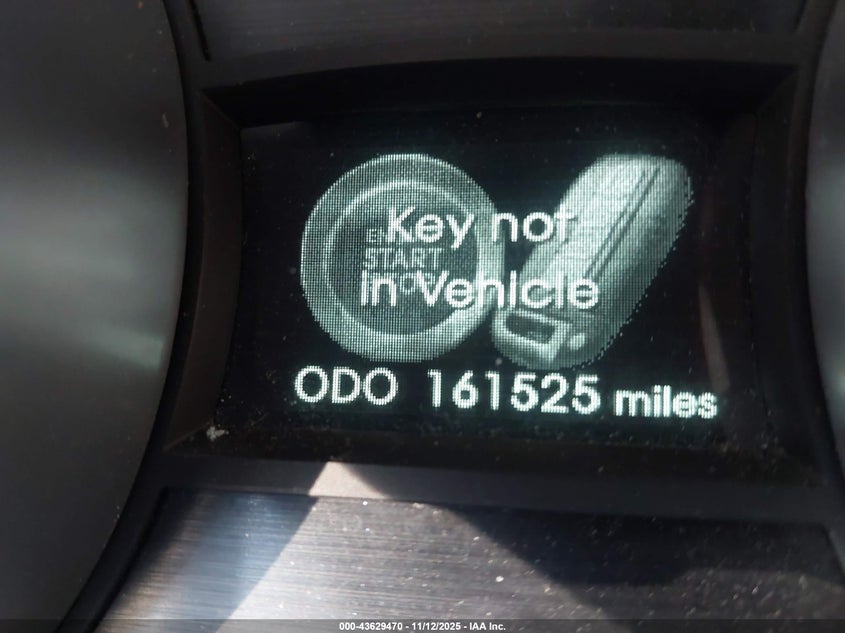 Key not
in Vehicle
START
ODO 161525 miles
000-43629470 - 11/12/2025 - IAA Inc.